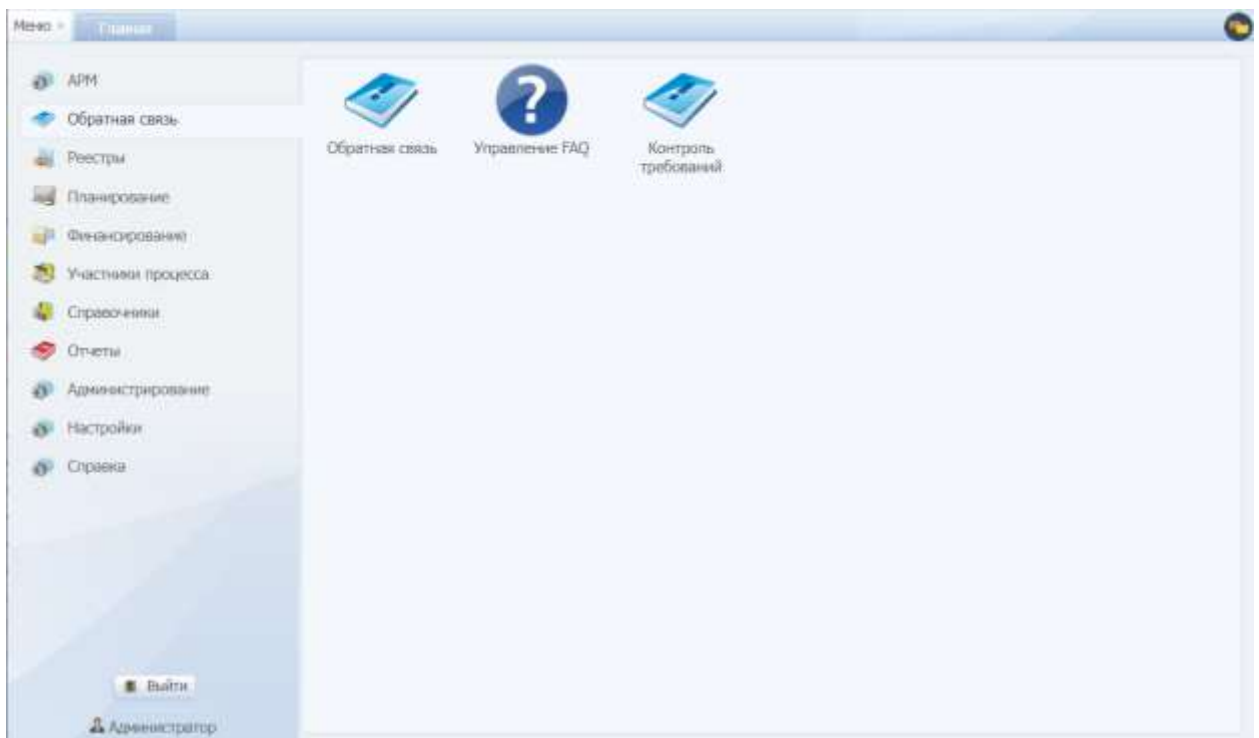 Меню
Главная
АРМ
Обратная связь
Реестры
Планирование
Финансирование
Участники процесса
Справочники
Отчеты
Администрирование
Настройки
Справка
Обратная связь
Управление FAQ
Контроль
требований
Выйти
Администратор